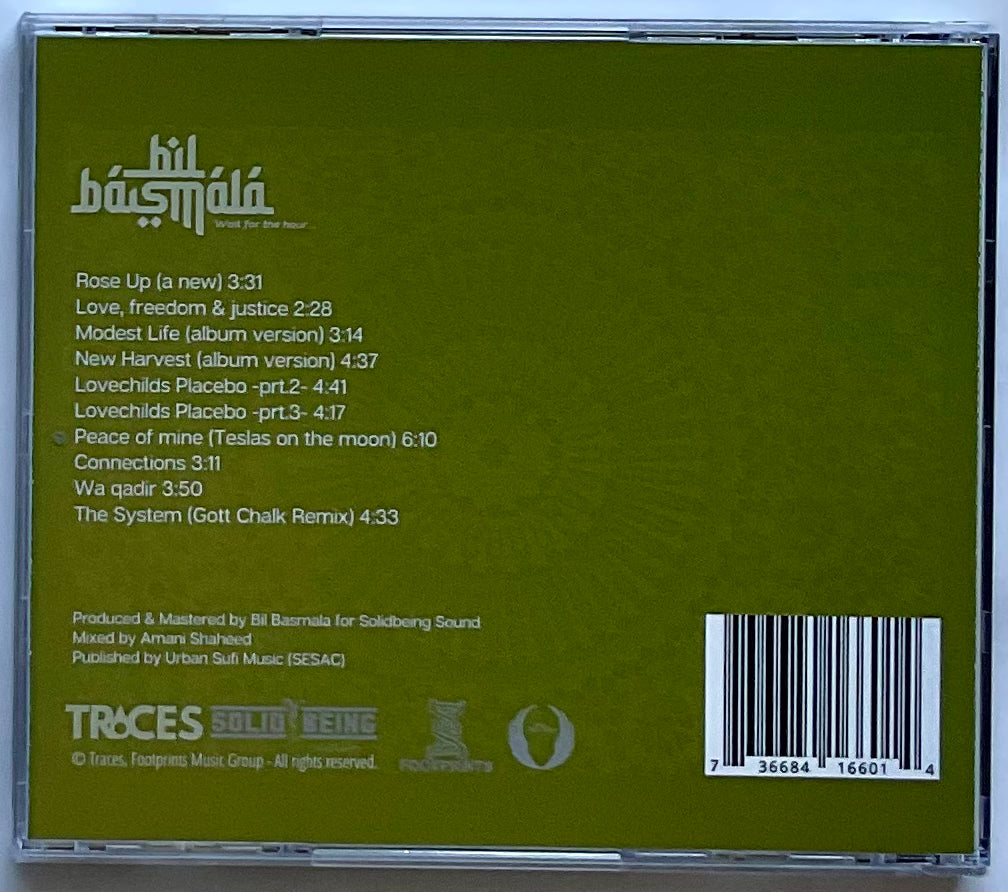 bil
básmálá
Wait for the hour
Rose Up (a new) 3:31
Love, freedom & justice 2:28
Modest Life (album version) 3:14
New Harvest (album version) 4:37
Lovechilds Placebo -prt.2- 4:41
Lovechilds Placebo -prt.3- 4:17
Peace of mine (Teslas on the moon) 6:10
Connections 3:11
Wa qadir 3:50
The System (Gott Chalk Remix) 4:33
Produced & Mastered by Bil Basmala for Solidbeing Sound
Mixed by Amani Shaheed
Published by Urban Sufi Music (SESAC)
TRACES SOLID BEING
FOOTPRINTS
© Traces, Footprints Music Group - All rights reserved.
7 36684 16601 4